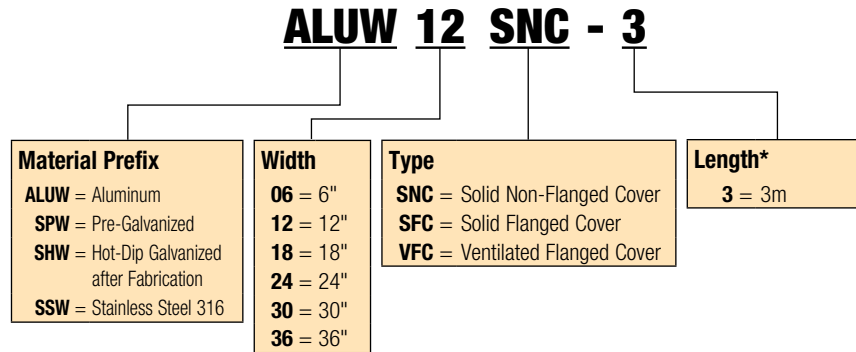 ALUW 12 SNC - 3
Material Prefix
ALUW = Aluminum
SPW = Pre-Galvanized
SHW = Hot-Dip Galvanized
after Fabrication
SSW = Stainless Steel 316
Width
06 = 6"
12 = 12"
18 = 18"
24 = 24"
30 = 30"
36 = 36"
Type
SNC = Solid Non-Flanged Cover
SFC = Solid Flanged Cover
VFC = Ventilated Flanged Cover
Length*
3 = 3m